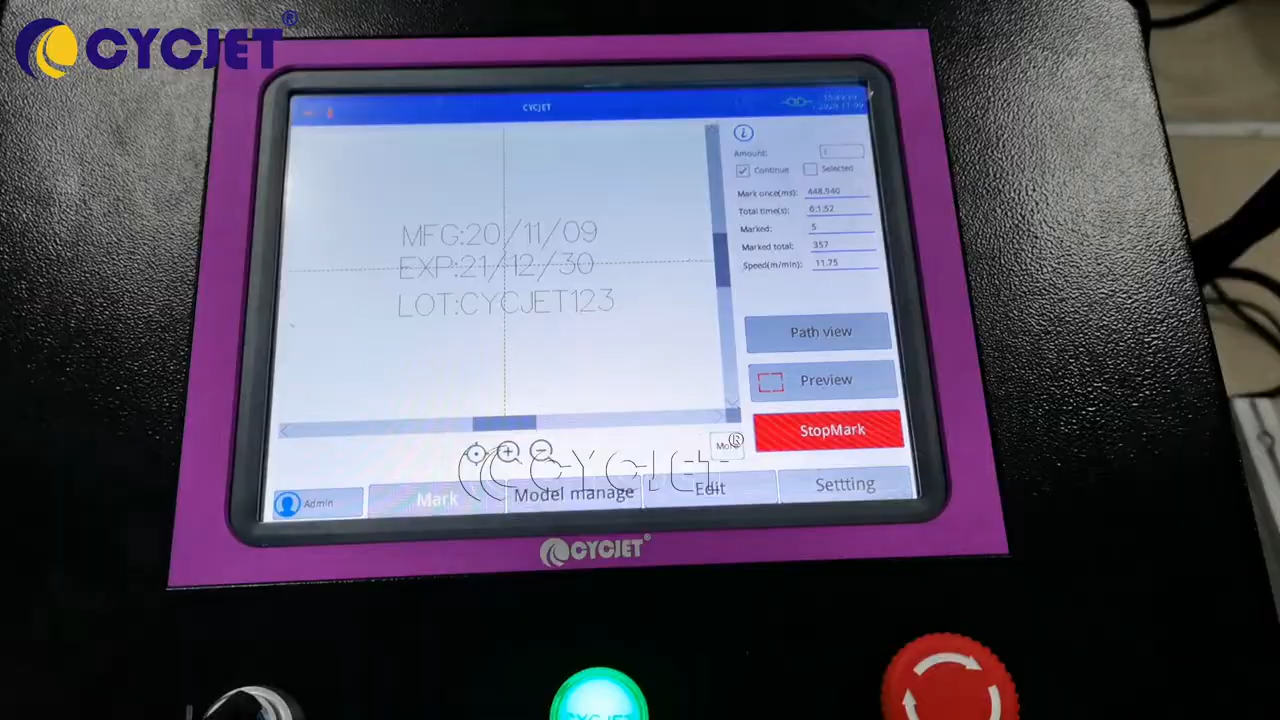 CYCJET®
CYCJET
MFG:20/11/09
EXP:21/12/30
LOT:CYCJET123
Amount:
Continue
Selected
Mark once(ms): 448.940
Total time(s): 6:1:52
Marked: 5
Marked total: 357
Speed(m/min): 11.75
Path view
Preview
StopMark
CYCJET®
Admin
Mark
Model manage
Edit
Settting
CYCJET®
CYCJET